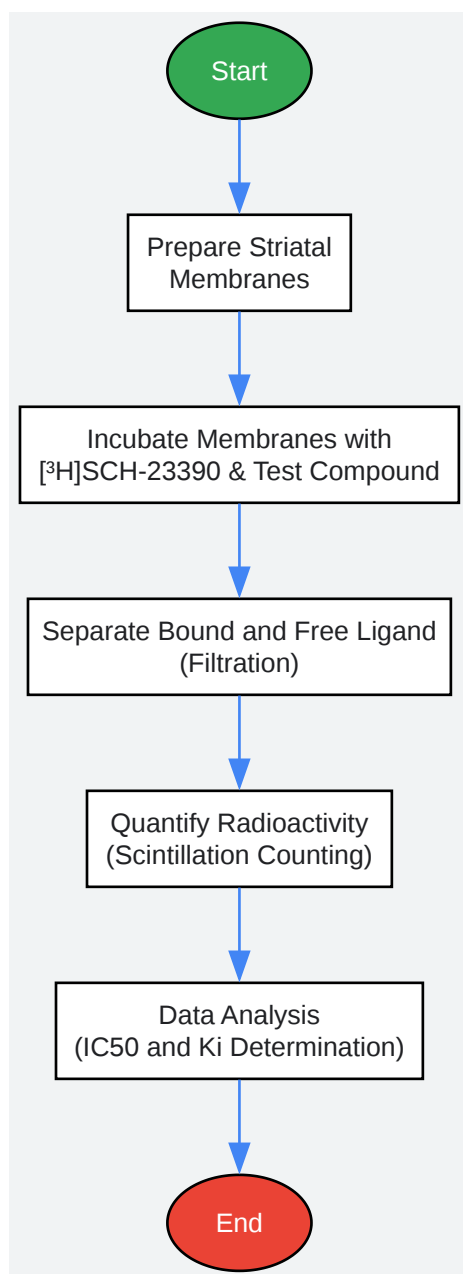 Start
Prepare Striatal
Membranes
Incubate Membranes with
[³H]SCH-23390 & Test Compound
Separate Bound and Free Ligand
(Filtration)
Quantify Radioactivity
(Scintillation Counting)
Data Analysis
(IC50 and Ki Determination)
End